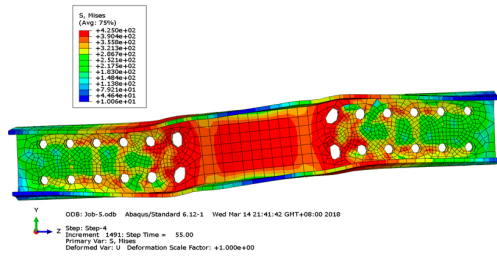 S, Mises
(Avg: 75%)
+4.250e+02
+3.904e+02
+3.558e+02
+3.213e+02
+2.867e+02
+2.521e+02
+2.175e+02
+1.830e+02
+1.484e+02
+1.138e+02
+7.921e+01
+4.464e+01
+1.006e+01
Y
Z
ODB: Job-5.odb Abaqus/Standard 6.12-1 Wed Mar 14 21:41:42 GMT+08:00 2018
Step: Step-4
Increment 1491: Step Time = 55.00
Primary Var: S, Mises
Deformed Var: U Deformation Scale Factor: +1.000e+00